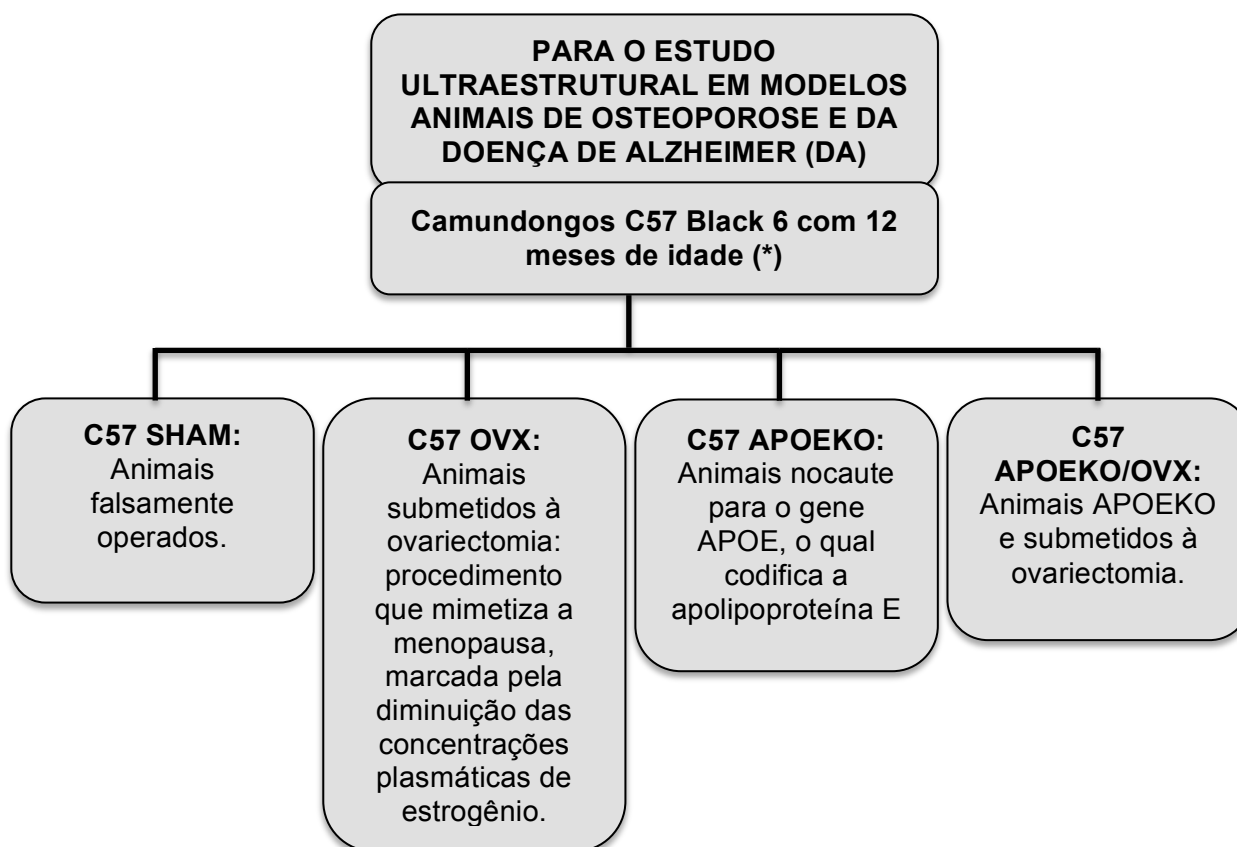 PARA O ESTUDO
ULTRAESTRUTURAL EM MODELOS
ANIMAIS DE OSTEOPOROSE E DA
DOENÇA DE ALZHEIMER (DA)
Camundongos C57 Black 6 com 12
meses de idade (*)
C57 SHAM:
Animais
falsamente
operados.
C57 OVX:
Animais
submetidos à
ovariectomia:
procedimento
que mimetiza a
menopausa,
marcada pela
diminuição das
concentrações
plasmáticas de
estrogênio.
C57 APOEKO:
Animais nocaute
para o gene
APOE, o qual
codifica a
apolipoproteína E
C57
APOEKO/OVX:
Animais APOEKO
e submetidos à
ovariectomia.